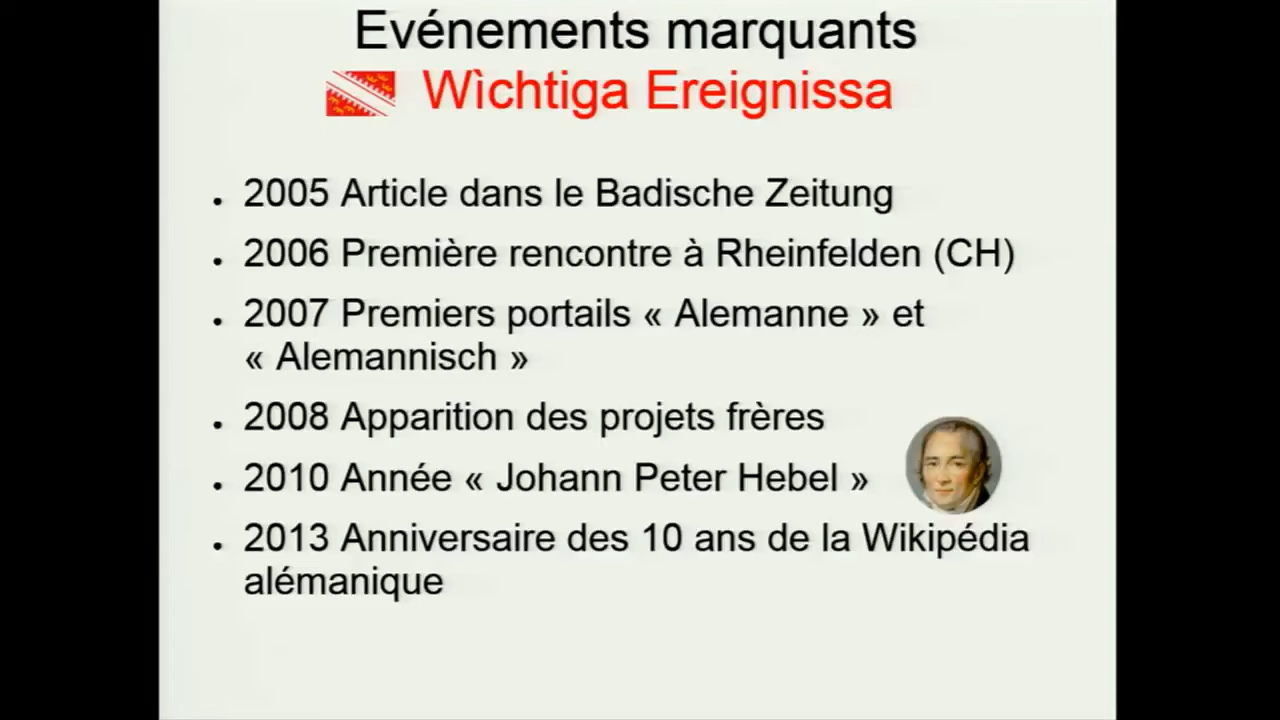 Evénements marquants
Wìchtiga Ereignissa
2005 Article dans le Badische Zeitung
2006 Première rencontre à Rheinfelden (CH)
2007 Premiers portails « Alemanne » et
« Alemannisch »
2008 Apparition des projets frères
2010 Année « Johann Peter Hebel »
2013 Anniversaire des 10 ans de la Wikipédia
alémanique